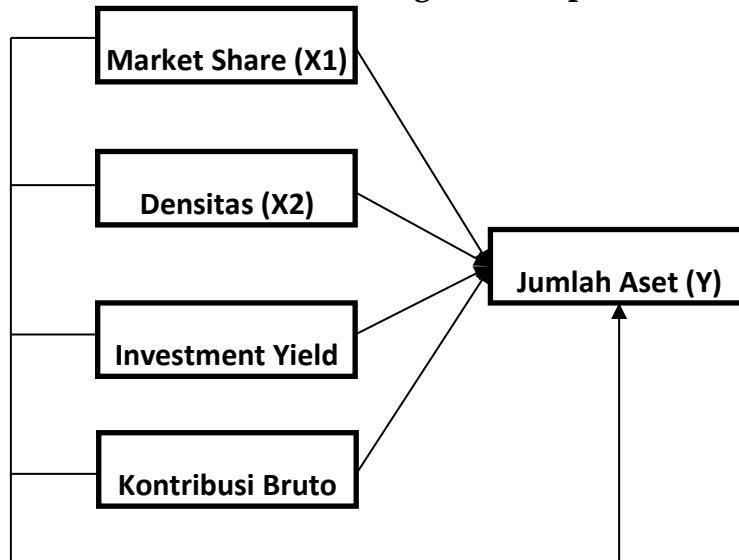 Market Share (X1)
Densitas (X2)
Jumlah Aset (Y)
Investment Yield
Kontribusi Bruto